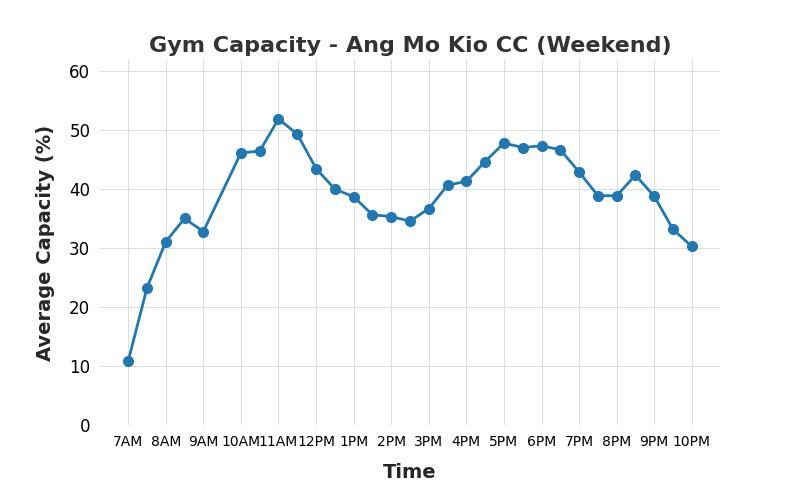 Gym Capacity - Ang Mo Kio CC (Weekend)
Average Capacity (%)
60
50
40
30
20
10
0
7AM 8AM 9AM 10AM 11AM 12PM 1PM 2PM 3PM 4PM 5PM 6PM 7PM 8PM 9PM 10PM
Time